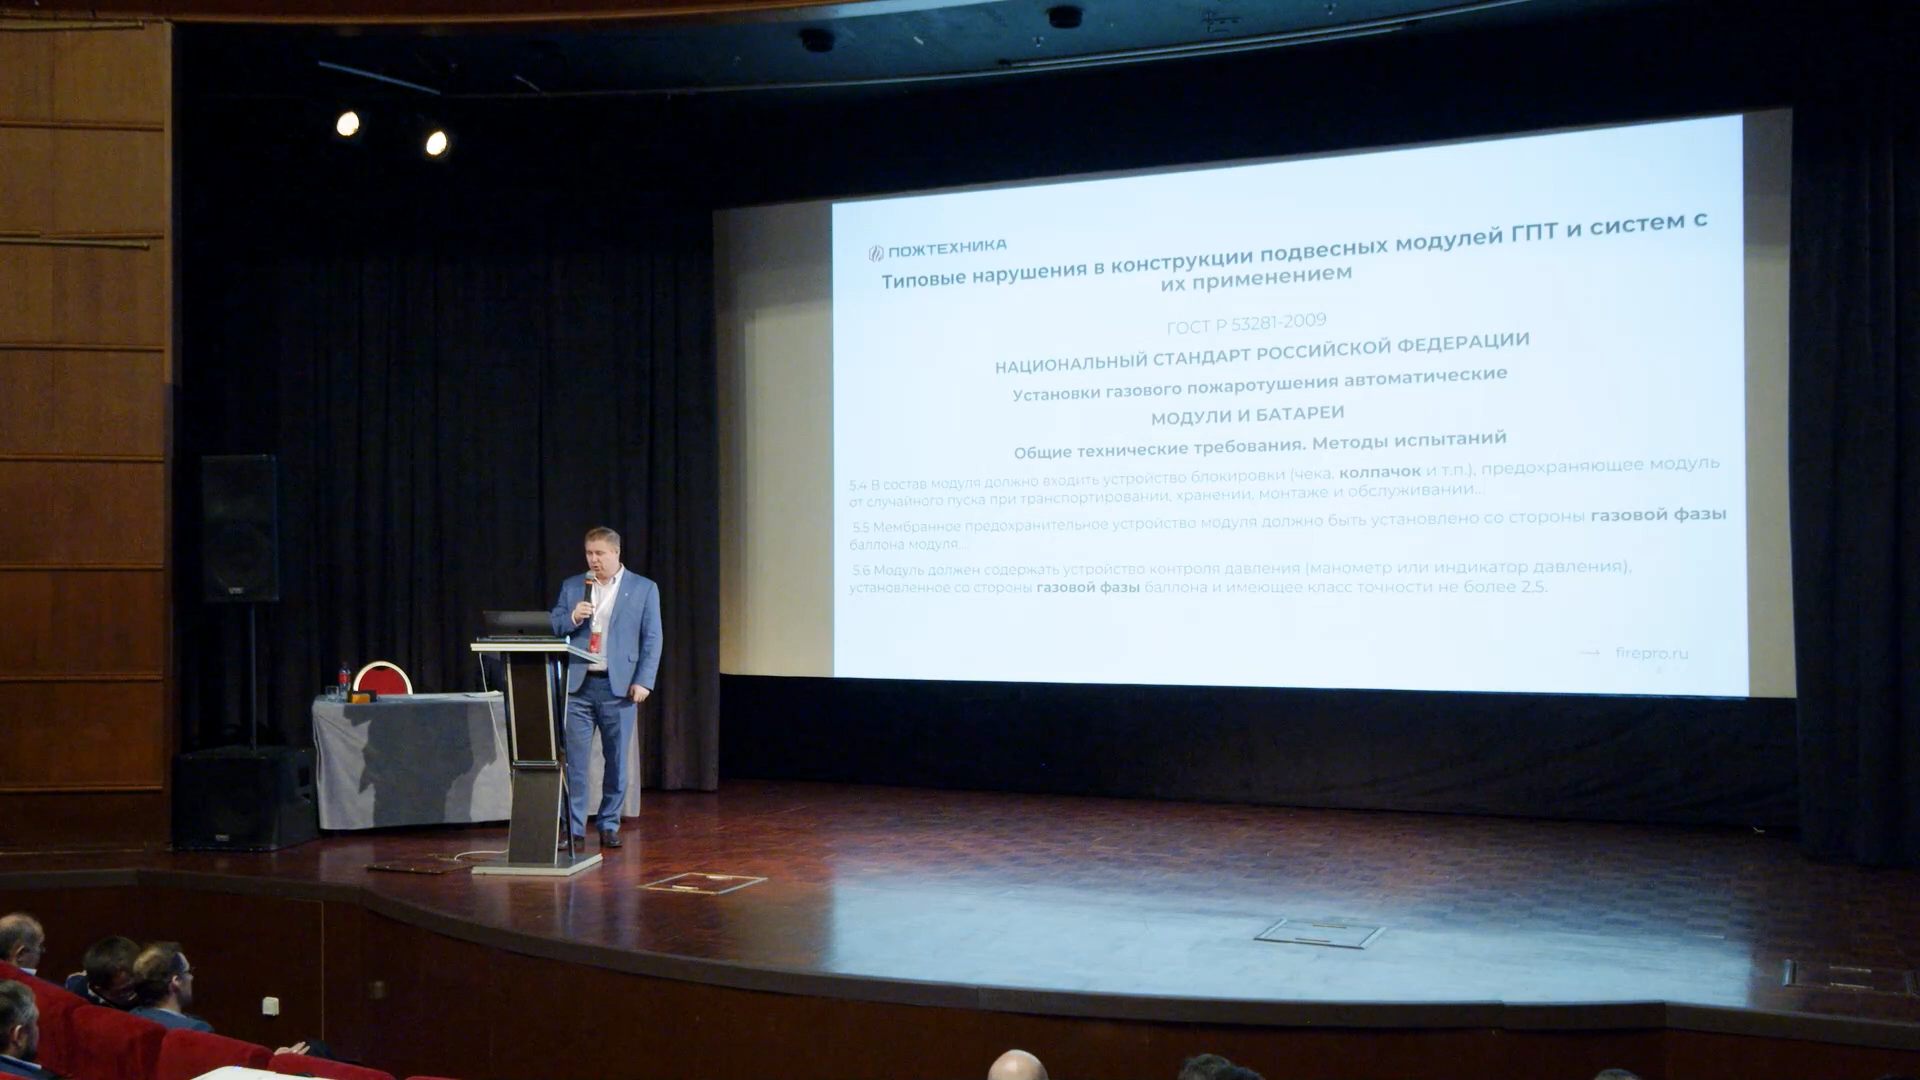 ПОЖТЕХНИКА
Типовые нарушения в конструкции подвесных модулей ГПТ и систем с
их применением
ГОСТ Р 53281-2009
НАЦИОНАЛЬНЫЙ СТАНДАРТ РОССИЙСКОЙ ФЕДЕРАЦИИ
Установки газового пожаротушения автоматические
МОДУЛИ И БАТАРЕИ
Общие технические требования. Методы испытаний
5.4 В состав модуля должно входить устройство блокировки (чека, колпачок и т.п.), предохраняющее модуль
от случайного пуска при транспортировании, хранении, монтаже и обслуживании...
5.5 Мембранное предохранительное устройство модуля должно быть установлено со стороны газовой фазы
баллона модуля...
5.6 Модуль должен содержать устройство контроля давления (манометр или индикатор давления),
установленное со стороны газовой фазы баллона и имеющее класс точности не более 2.5.
→ firepro.ru